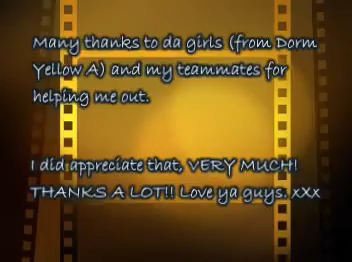 Many thanks to da girls (from Dorm
Yellow A) and my teammates for
helping me out.
I did appreciate that, VERY MUCH!
THANKS A LOT!! Love ya guys. xXx